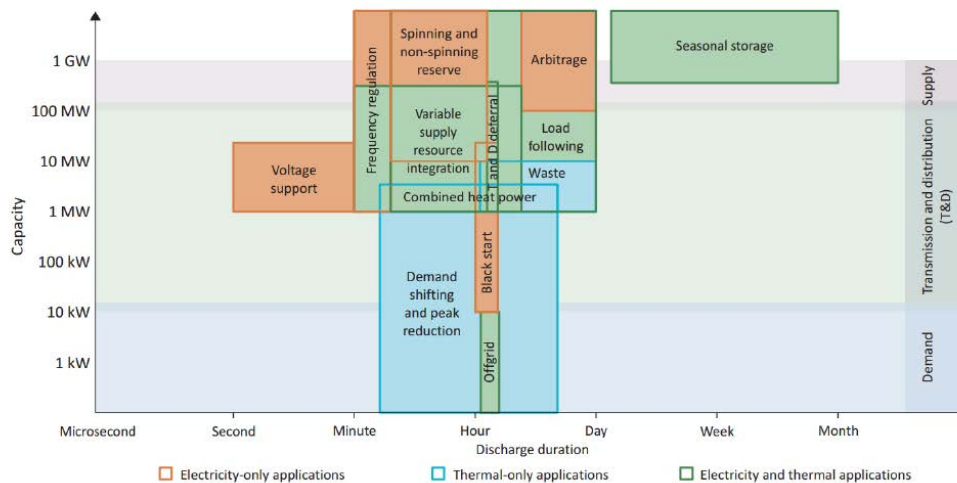 Capacity
1 GW
100 MW
10 MW
1 MW
100 kW
10 kW
1 kW
Frequency regulation
Spinning and
non-spinning
reserve
Variable
supply
resource
integration
T and D deferral
Arbitrage
Load
following
Waste
Seasonal storage
Voltage
support
Combined heat power
Demand
shifting
and peak
reduction
Black start
Offgrid
Supply
Transmission and distribution
(T&D)
Demand
Microsecond
Second
Minute
Hour
Day
Week
Month
Discharge duration
Electricity-only applications
Thermal-only applications
Electricity and thermal applications